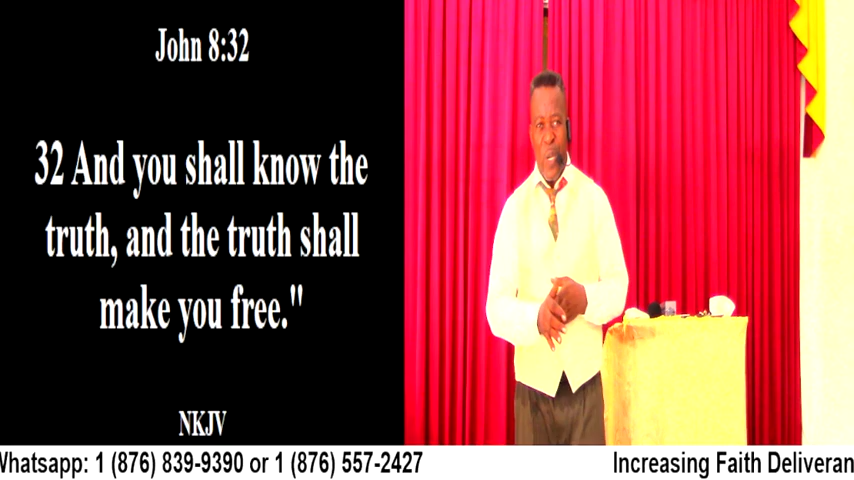 John 8:32
32 And you shall know the
truth, and the truth shall
make you free."
NKJV
Whatsapp: 1 (876) 839-9390 or 1 (876) 557-2427
Increasing Faith Deliveran